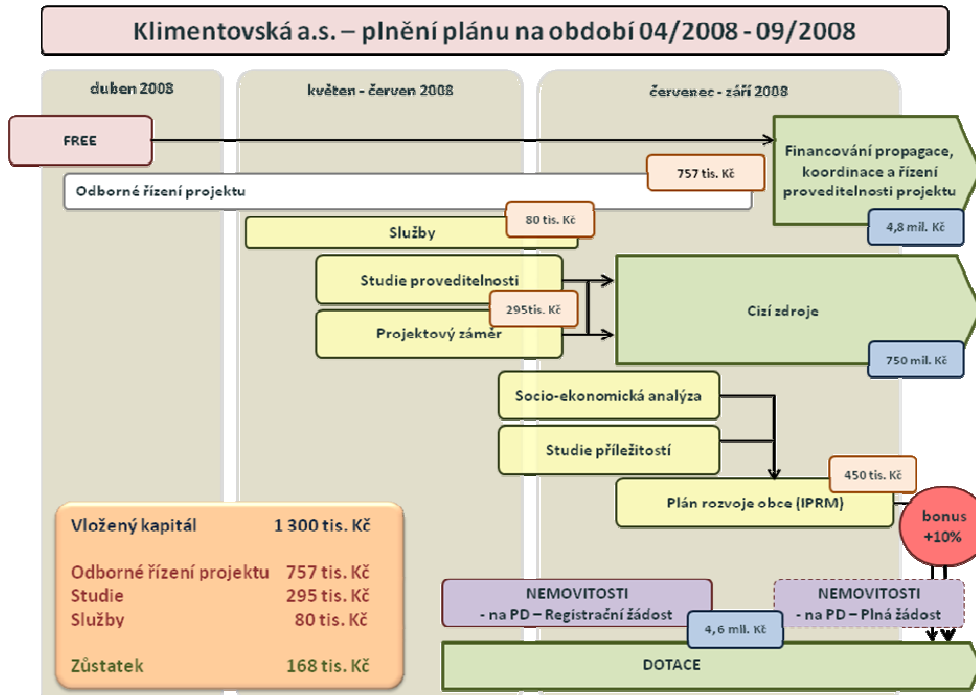 Klimentovská a.s. – plnění plánu na období 04/2008 - 09/2008
duben 2008
květen - červen 2008
červenec - září 2008
FREE
Financování propagace,
koordinace a řízení
proveditelnosti projektu
4,8 mil. Kč
757 tis. Kč
Odborné řízení projektu
80 tis. Kč
Služby
Studie proveditelnosti
295tis. Kč
Projektový záměr
Cizí zdroje
750 mil. Kč
Socio-ekonomická analýza
Studie příležitostí
450 tis. Kč
Plán rozvoje obce (IPRM)
bonus
+10%
Vložený kapitál 1 300 tis. Kč
Odborné řízení projektu 757 tis. Kč
Studie 295 tis. Kč
Služby 80 tis. Kč
Zůstatek 168 tis. Kč
NEMOVITOSTI
- na PD – Registrační žádost
NEMOVITOSTI
- na PD – Plná žádost
4,6 mil. Kč
DOTACE